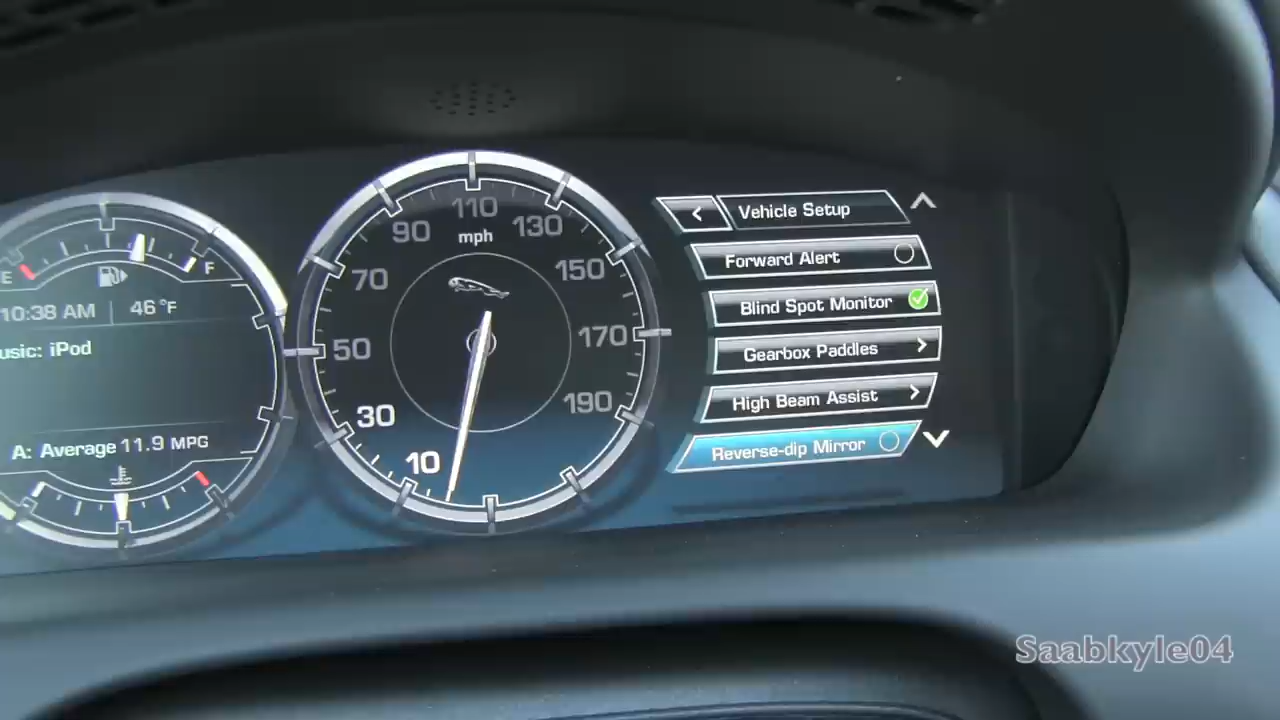 E
F
10:38 AM
46°F
usic: iPod
A: Average 11.9 MPG
10
30
50
70
90
110
130
150
170
190
mph
Vehicle Setup
Forward Alert
Blind Spot Monitor
Gearbox Paddles
High Beam Assist
Reverse-dip Mirror
Saabkyle04